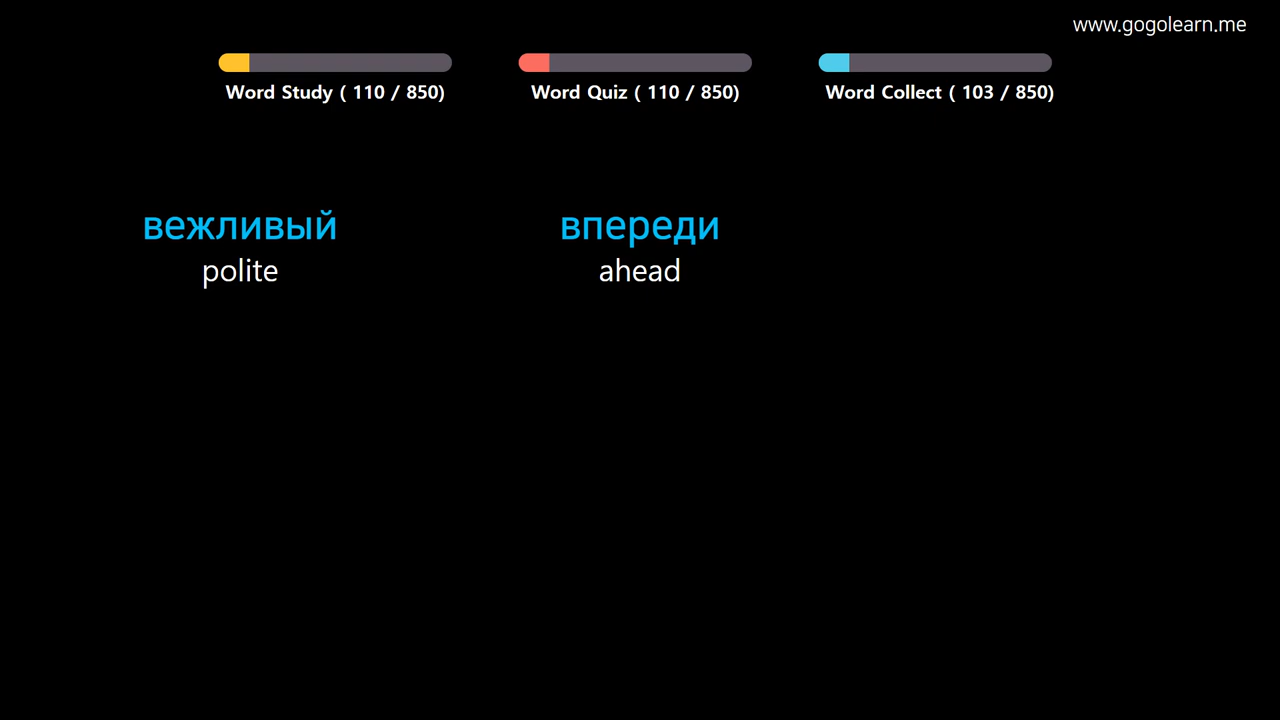 www.gogolearn.me
Word Study ( 110 / 850)
Word Quiz ( 110 / 850)
Word Collect ( 103 / 850)
вежливый
polite
впереди
ahead